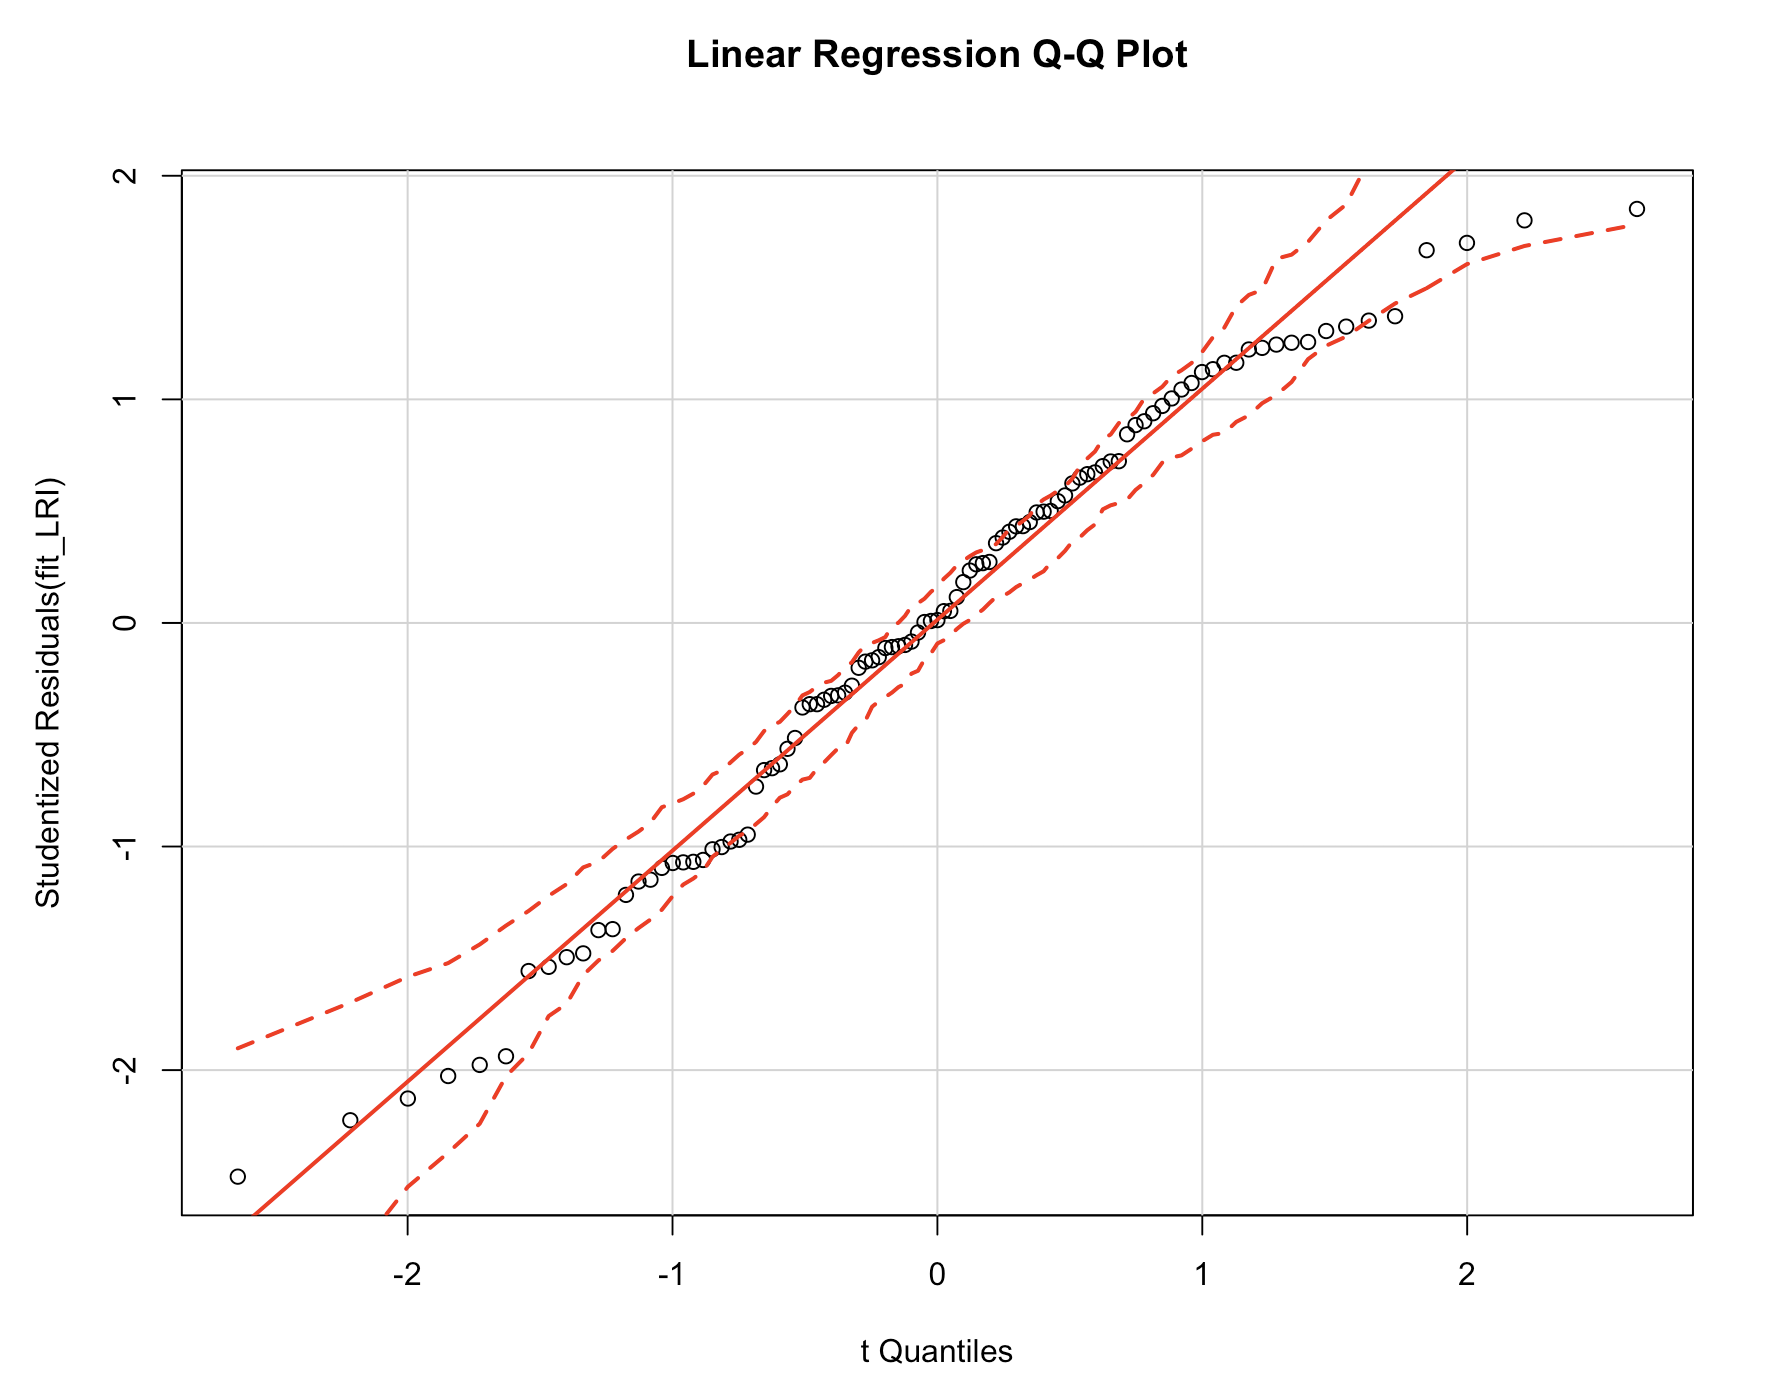 Linear Regression Q-Q Plot
Studentized Residuals(fit_LRI)
2
1
0
-1
-2
-2 -1 0 1 2
t Quantiles